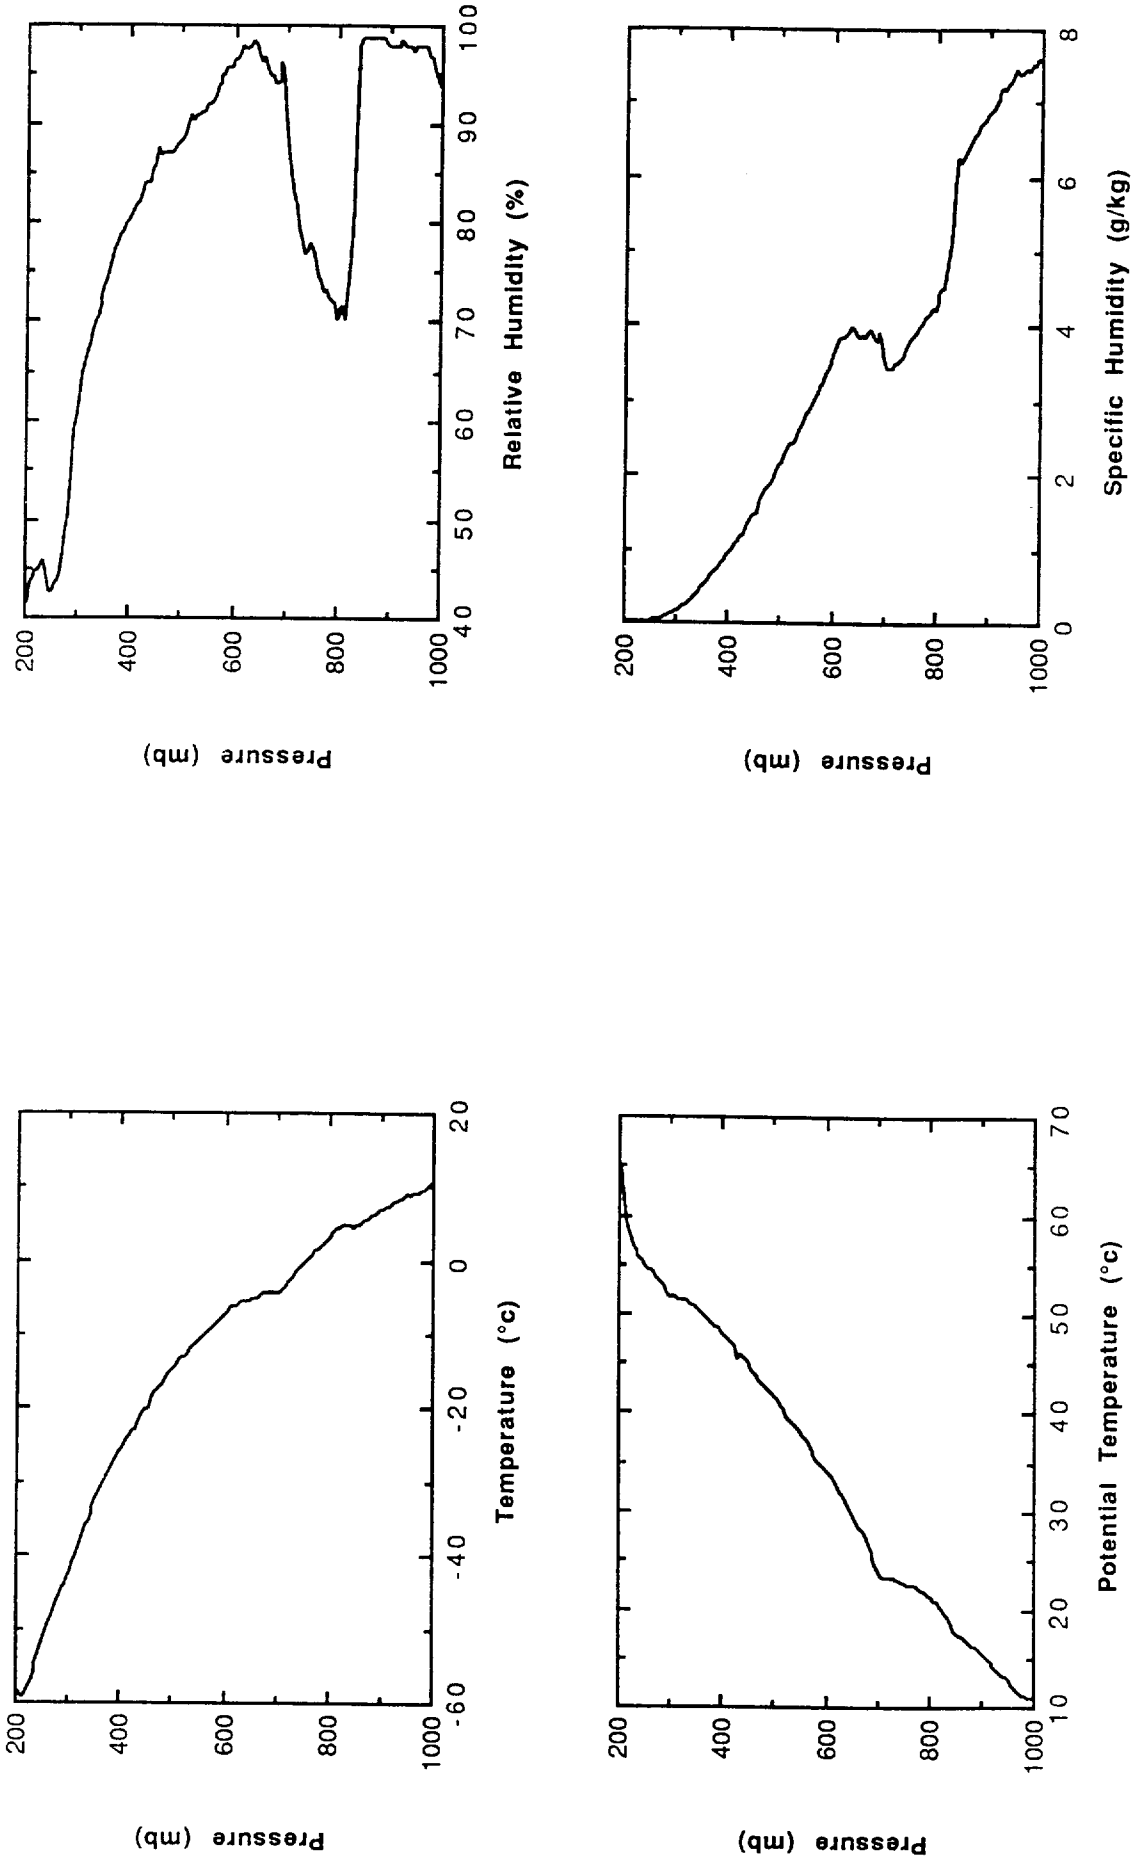 Pressure (mb)
200
400
600
800
1000
-60 -40 -20 0 20
Temperature (°c)
Pressure (mb)
200
400
600
800
1000
40 50 60 70 80 90 100
Relative Humidity (%)
Pressure (mb)
200
400
600
800
1000
10 20 30 40 50 60 70
Potential Temperature (°c)
Pressure (mb)
200
400
600
800
1000
0 2 4 6 8
Specific Humidity (g/kg)